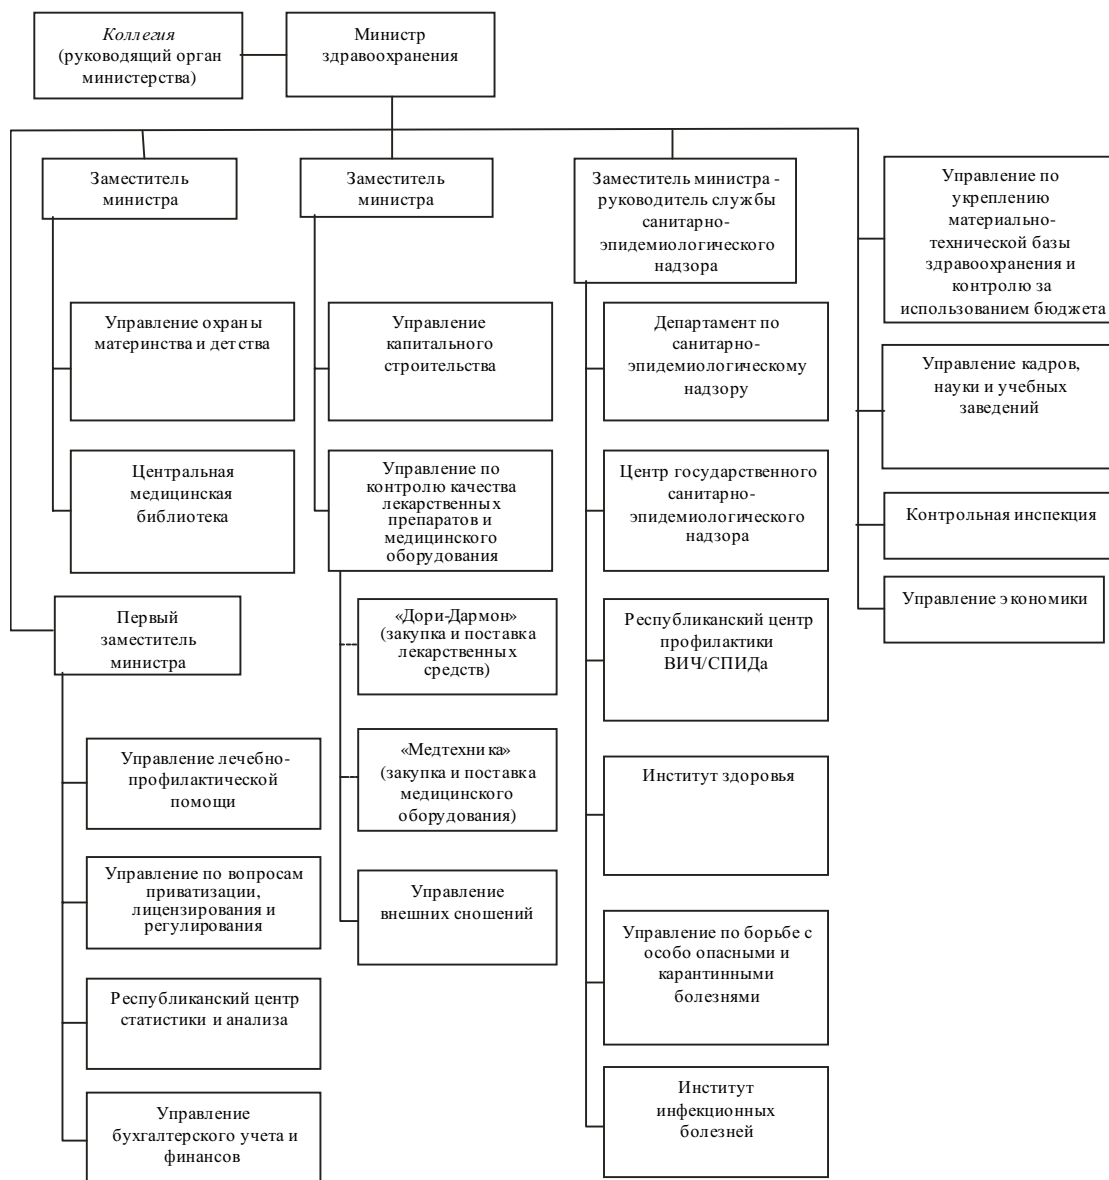 Коллегия
(руководящий орган
министерства)
Министр
здравоохранения
Заместитель
министра
Управление охраны
материнства и детства
Центральная
медицинская
библиотека
Первый
заместитель
министра
Управление лечебно-
профилактической
помощи
Управление по вопросам
приватизации,
лицензирования и
регулирования
Республиканский центр
статистики и анализа
Управление
бухгалтерского учета и
финансов
Заместитель
министра
Управление
капитального
строительства
Управление по
контролю качества
лекарственных
препаратов и
медицинского
оборудования
«Дори-Дармон»
(закупка и поставка
лекарственных
средств)
«Медтехника»
(закупка и поставка
медицинского
оборудования)
Управление
внешних сношений
Заместитель министра -
руководитель службы
санитарно-
эпидемиологического
надзора
Департамент по
санитарно-
эпидемиологическому
надзору
Центр государственного
санитарно-
эпидемиологического
надзора
Республиканский центр
профилактики
ВИЧ/СПИДа
Институт здоровья
Управление по борьбе с
особо опасными и
карантинными
болезнями
Институт
инфекционных
болезней
Управление по
укреплению
материально-
технической базы
здравоохранения и
контролю за
использованием бюджета
Управление кадров,
науки и учебных
заведений
Контрольная инспекция
Управление экономики